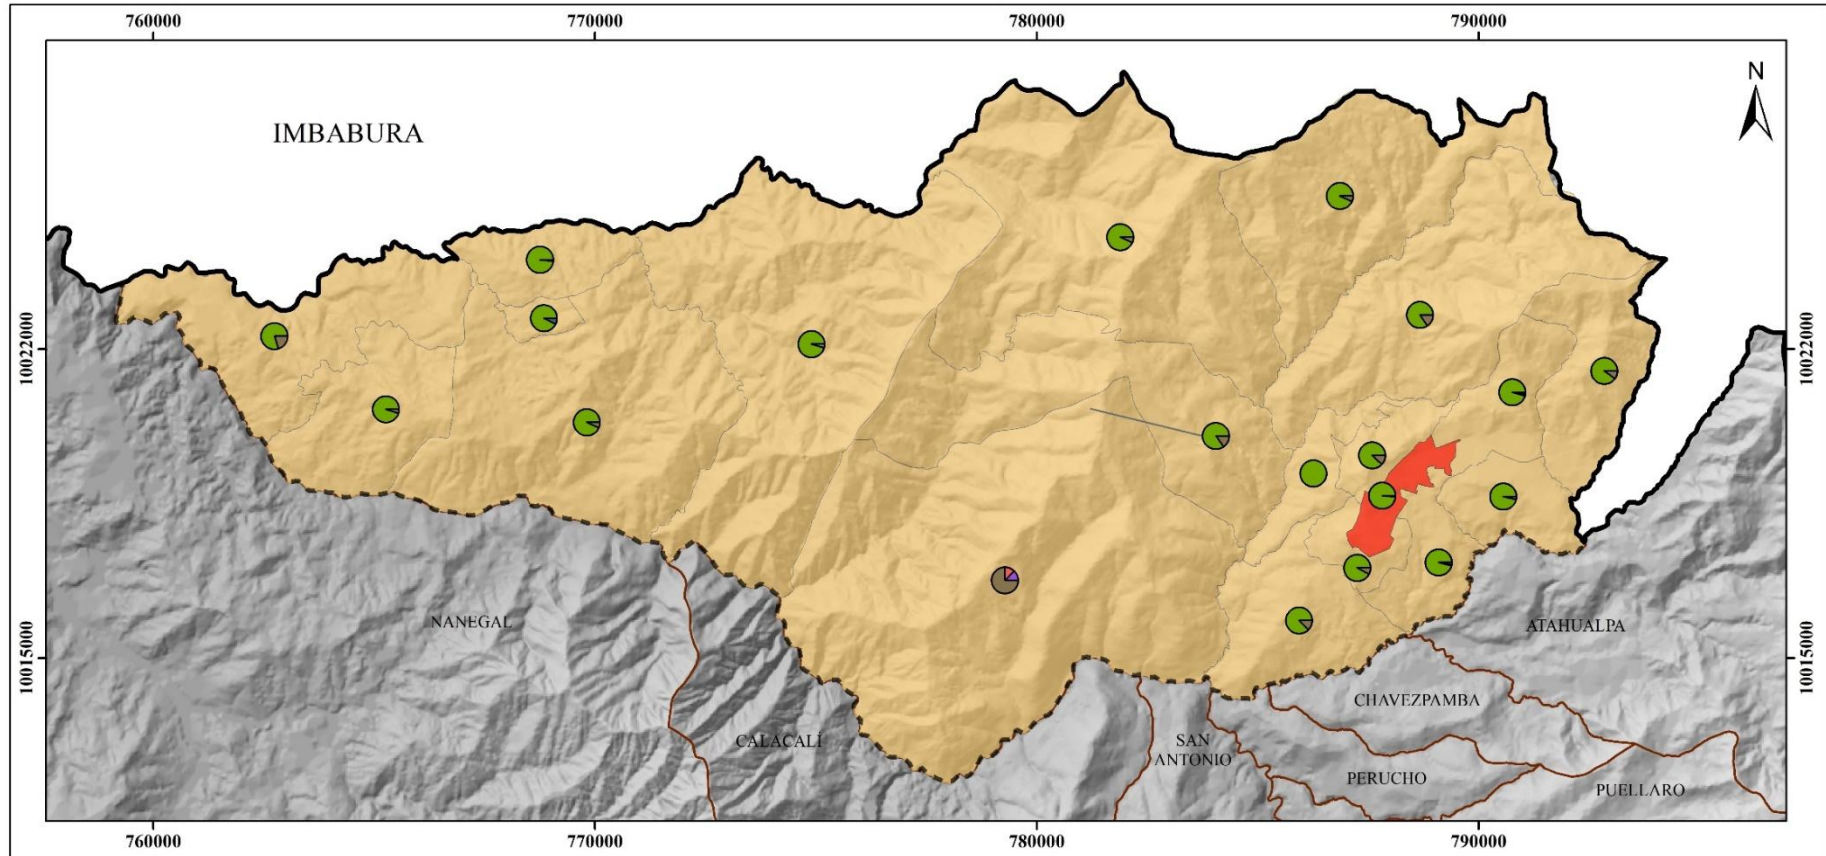 760000
770000
780000
790000
N
IMBABURA
10022000
10022000
NANEGAL
ATAHUALPA
10015000
10015000
CHAVEZPAMBA
CALACALÍ
SAN
ANTONIO
PERUCHO
PUELLARO
760000
770000
780000
790000